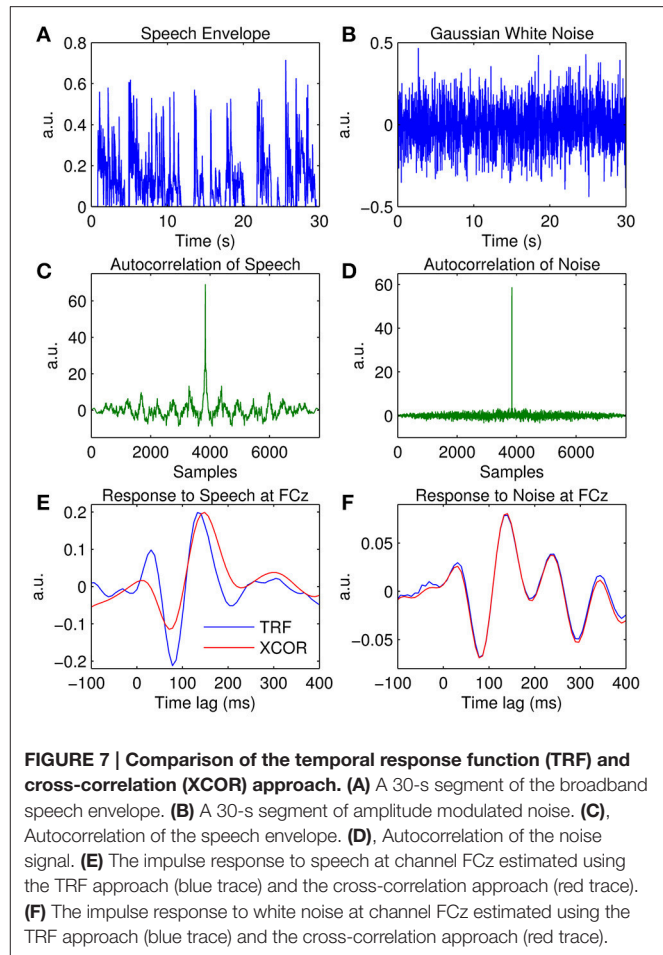 A
Speech Envelope
0.8
0.6
0.4
0.2
0
a.u.
0 10 20 30
Time (s)
B
Gaussian White Noise
0.5
0
−0.5
a.u.
0 10 20 30
Time (s)
C
Autocorrelation of Speech
60
40
20
0
a.u.
0 2000 4000 6000
Samples
D
Autocorrelation of Noise
60
40
20
0
a.u.
0 2000 4000 6000
Samples
E
Response to Speech at FCz
0.2
0.1
0
−0.1
−0.2
a.u.
TRF
XCOR
−100 0 100 200 300 400
Time lag (ms)
F
Response to Noise at FCz
0.05
0
−0.05
a.u.
−100 0 100 200 300 400
Time lag (ms)
FIGURE 7 | Comparison of the temporal response function (TRF) and
cross-correlation (XCOR) approach. (A) A 30-s segment of the broadband
speech envelope. (B) A 30-s segment of amplitude modulated noise. (C),
Autocorrelation of the speech envelope. (D), Autocorrelation of the noise
signal. (E) The impulse response to speech at channel FCz estimated using
the TRF approach (blue trace) and the cross-correlation approach (red trace).
(F) The impulse response to white noise at channel FCz estimated using the
TRF approach (blue trace) and the cross-correlation approach (red trace).